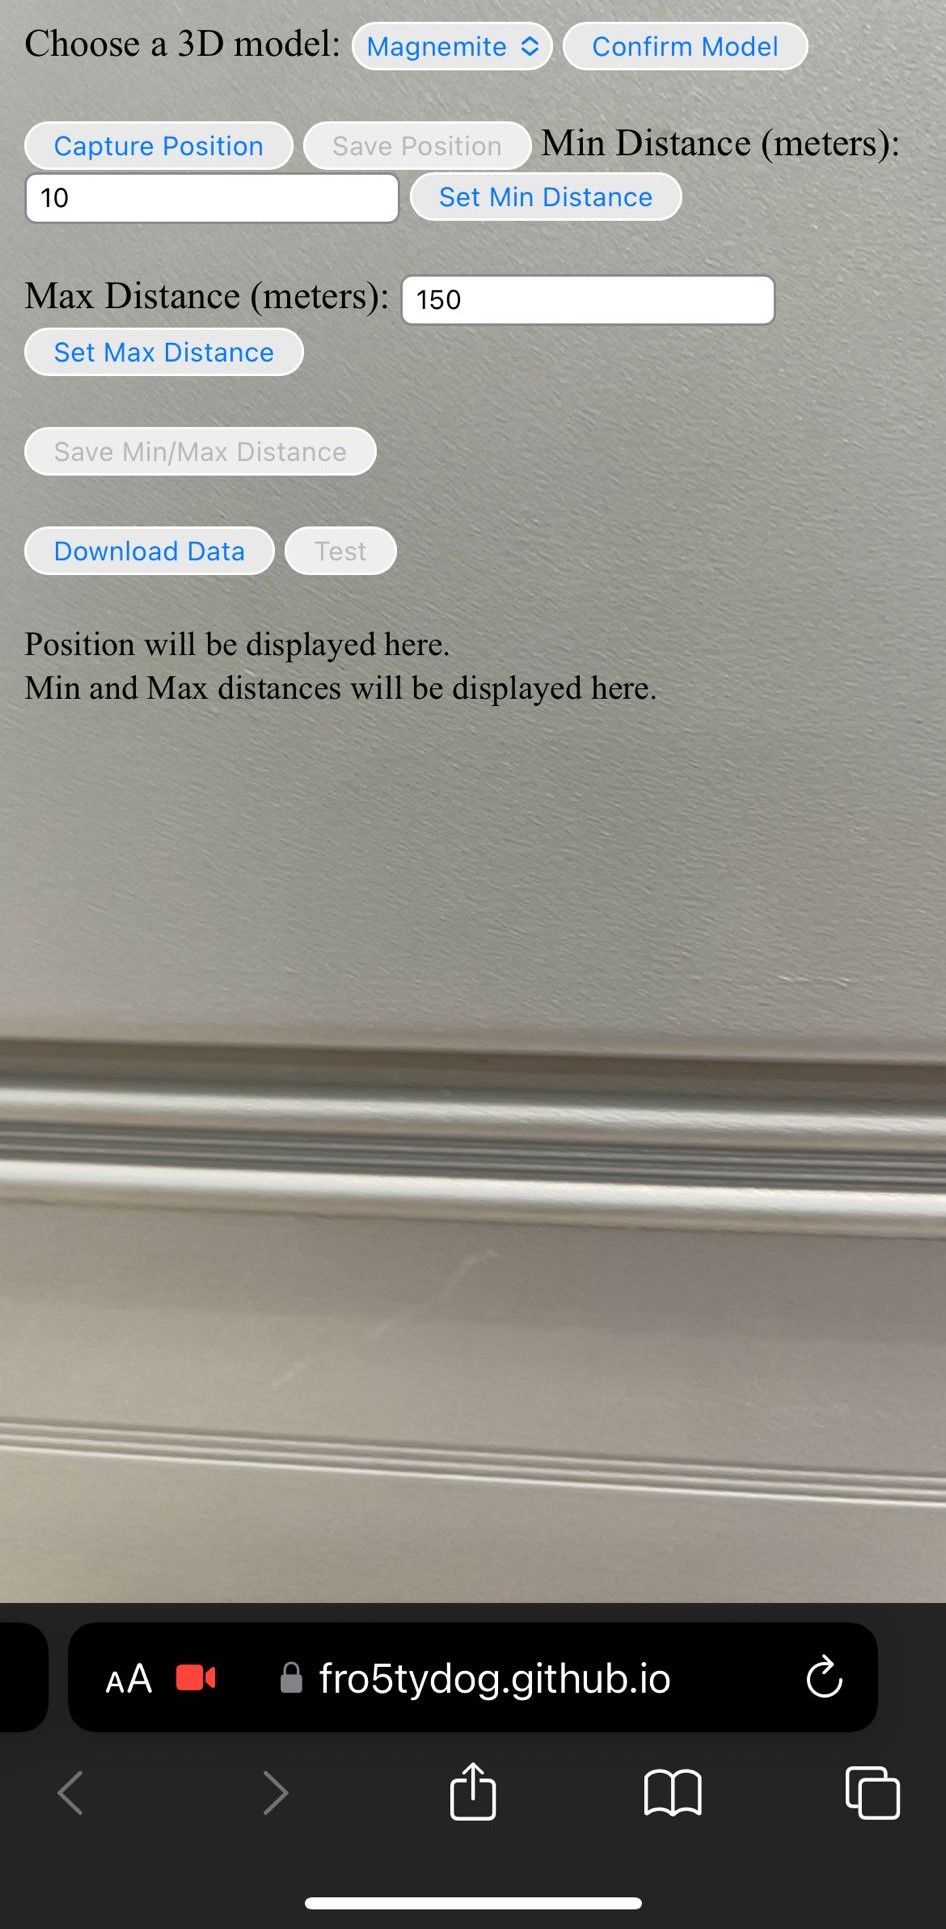 Choose a 3D model: Magnemite Confirm Model
Capture Position Save Position Min Distance (meters):
10 Set Min Distance
Max Distance (meters): 150
Set Max Distance
Save Min/Max Distance
Download Data Test
Position will be displayed here.
Min and Max distances will be displayed here.
AA fro5tydog.github.io